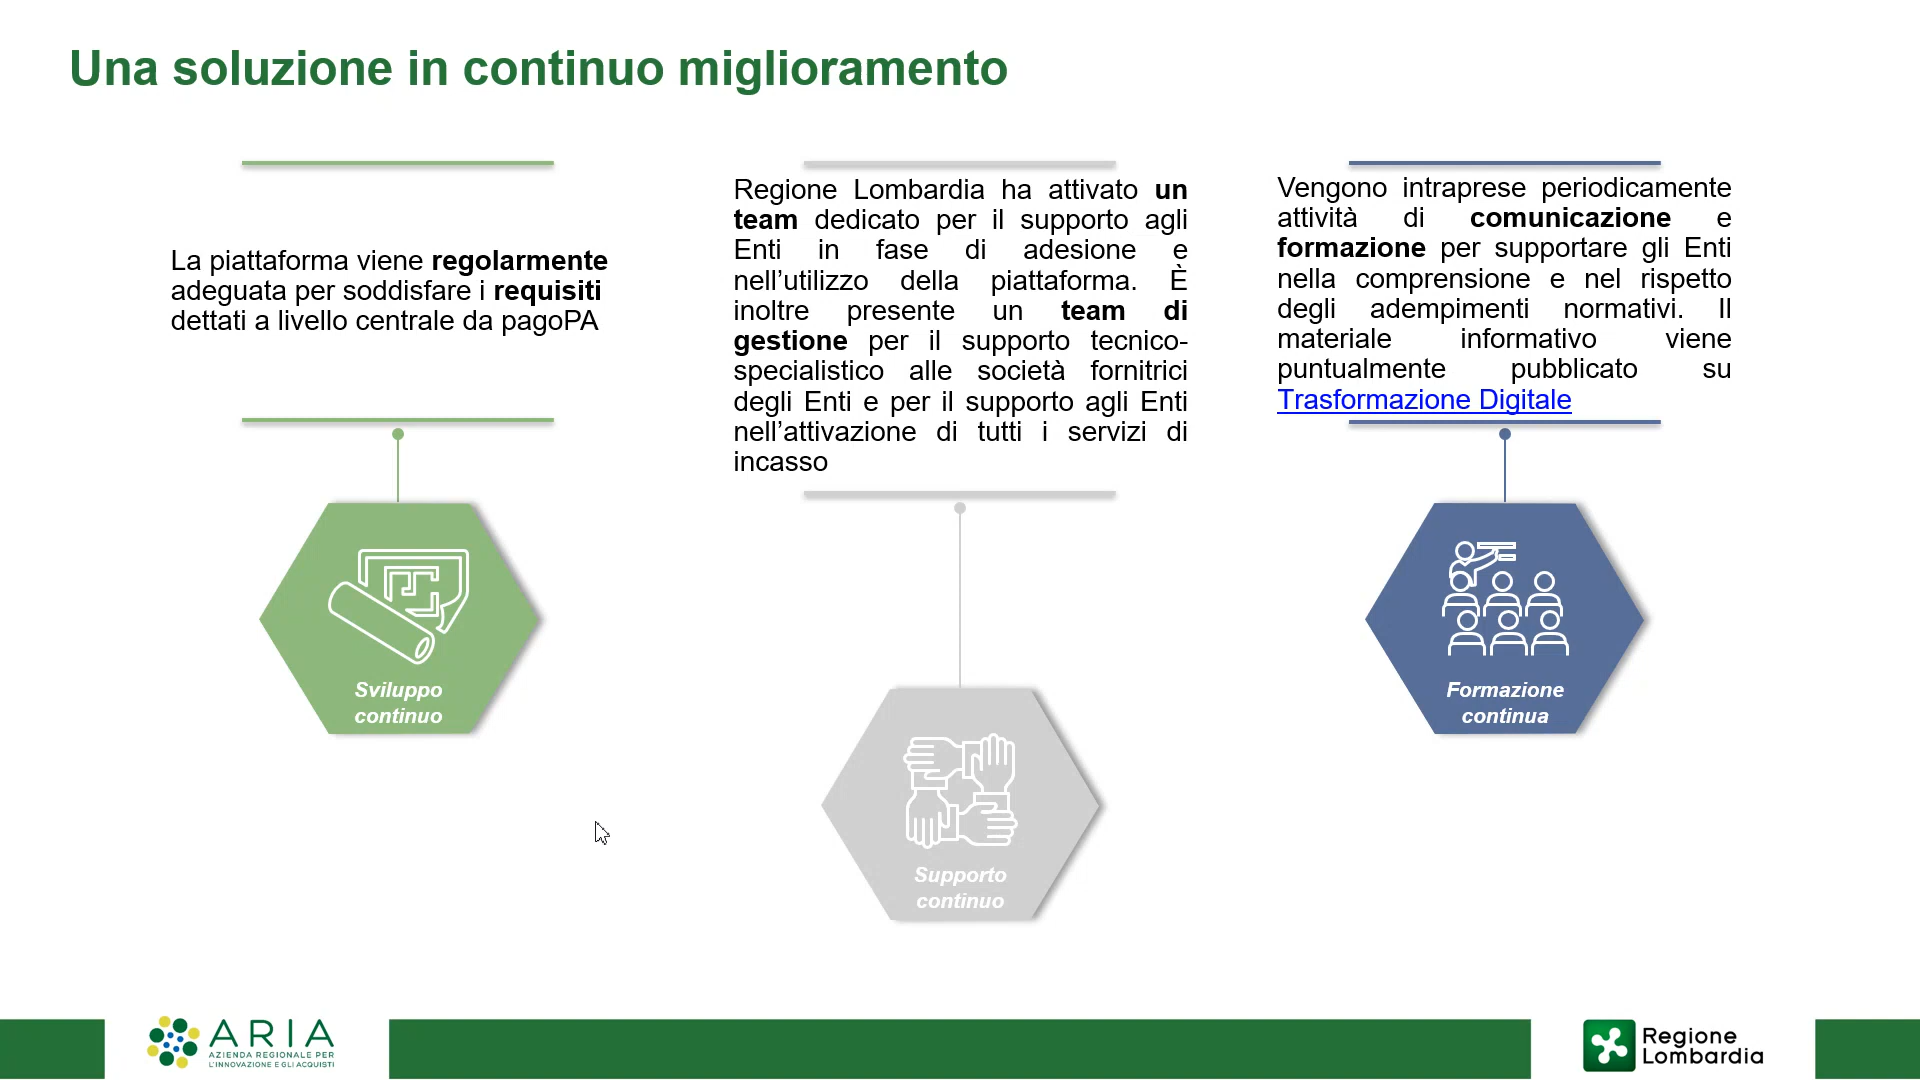 Una soluzione in continuo miglioramento
La piattaforma viene regolarmente
adeguata per soddisfare i requisiti
dettati a livello centrale da pagoPA
Sviluppo
continuo
Regione Lombardia ha attivato un
team dedicato per il supporto agli
Enti in fase di adesione e
nell’utilizzo della piattaforma. È
inoltre presente un team di
gestione per il supporto tecnico-
specialistico alle società fornitrici
degli Enti e per il supporto agli Enti
nell’attivazione di tutti i servizi di
incasso
Supporto
continuo
Vengono intraprese periodicamente
attività di comunicazione e
formazione per supportare gli Enti
nella comprensione e nel rispetto
degli adempimenti normativi. Il
materiale informativo viene
puntualmente pubblicato su
Trasformazione Digitale
Formazione
continua
ARIA
AZIENDA REGIONALE PER
L'INNOVAZIONE E GLI ACQUISTI
Regione
Lombardia